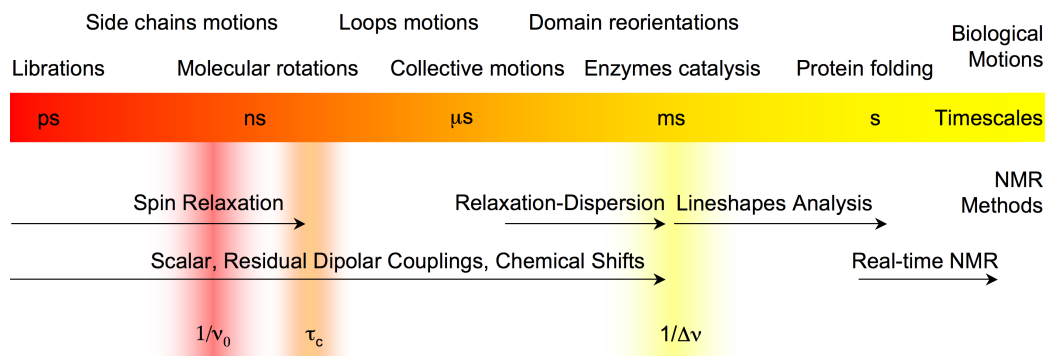 Side chains motions Loops motions Domain reorientations
Biological
Motions
Librations Molecular rotations Collective motions Enzymes catalysis Protein folding
ps ns μs ms s Timescales
NMR
Methods
Spin Relaxation Relaxation-Dispersion Lineshapes Analysis
Scalar, Residual Dipolar Couplings, Chemical Shifts Real-time NMR
1/ν₀ τc 1/Δν